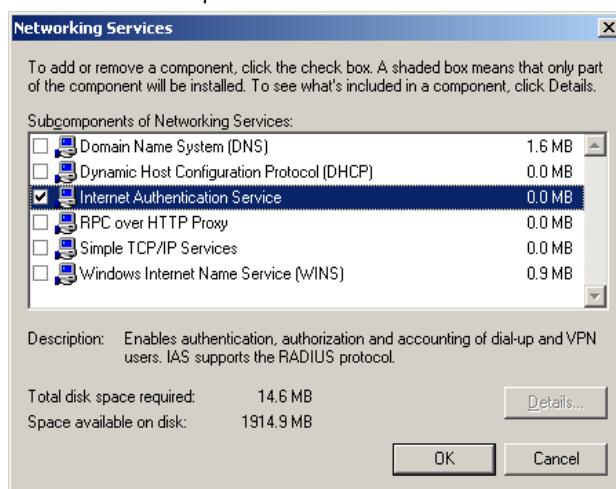 Networking Services
To add or remove a component, click the check box. A shaded box means that only part
of the component will be installed. To see what's included in a component, click Details.
Subcomponents of Networking Services:
Domain Name System (DNS) 1.6 MB
Dynamic Host Configuration Protocol (DHCP) 0.0 MB
Internet Authentication Service 0.0 MB
RPC over HTTP Proxy 0.0 MB
Simple TCP/IP Services 0.0 MB
Windows Internet Name Service (WINS) 0.9 MB
Description: Enables authentication, authorization and accounting of dial-up and VPN
users. IAS supports the RADIUS protocol.
Total disk space required: 14.6 MB
Details...
Space available on disk: 1914.9 MB
OK Cancel